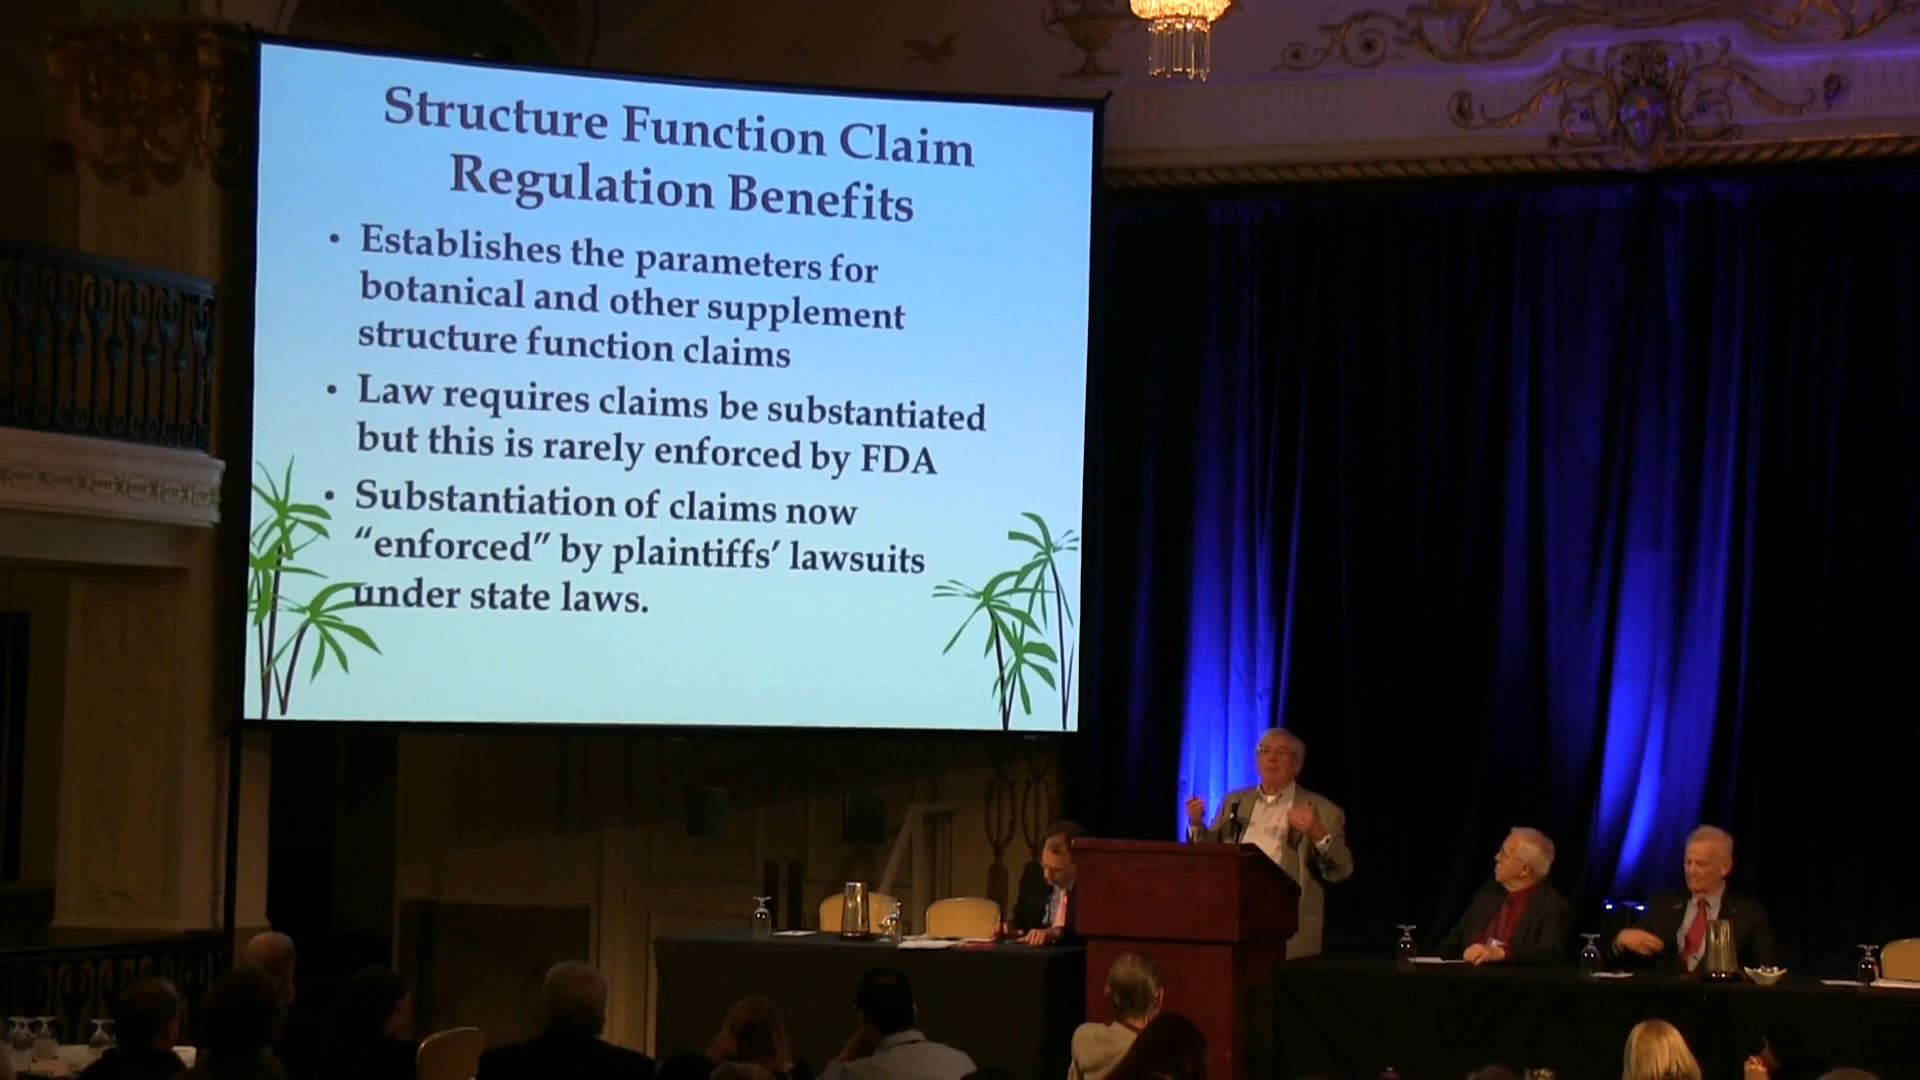 Structure Function Claim
Regulation Benefits
• Establishes the parameters for
botanical and other supplement
structure function claims
• Law requires claims be substantiated
but this is rarely enforced by FDA
• Substantiation of claims now
“enforced” by plaintiffs’ lawsuits
under state laws.